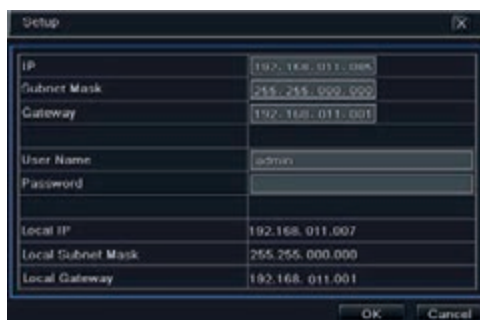 Setup
IP 192.168.011.085
Subnet Mask 255.255.000.000
Gateway 192.168.011.001
User Name admin
Password
Local IP 192.168.011.007
Local Subnet Mask 255.255.000.000
Local Gateway 192.168.011.001
OK Cancel